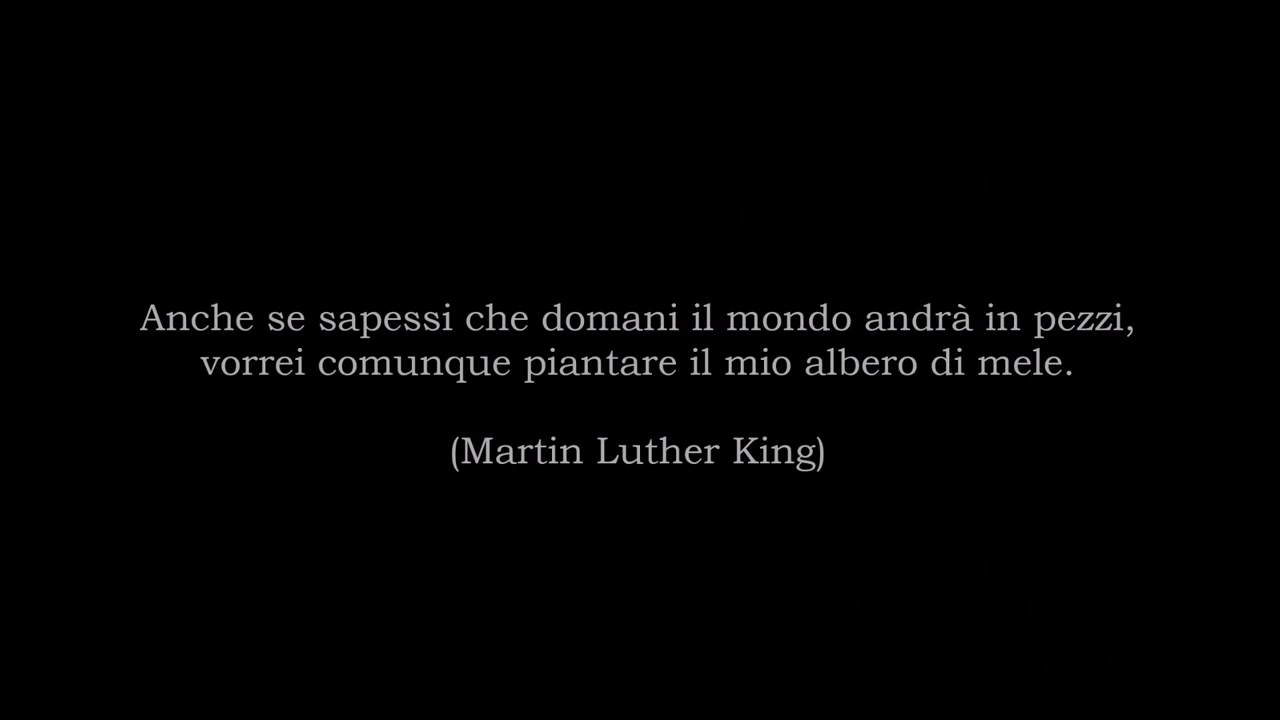 Anche se sapessi che domani il mondo andrà in pezzi,
vorrei comunque piantare il mio albero di mele.
(Martin Luther King)